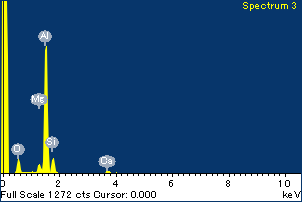 Spectrum 3
Al
Mg
O
Si
Ca
0 2 4 6 8 10
Full Scale 1272 cts Cursor: 0.000 keV